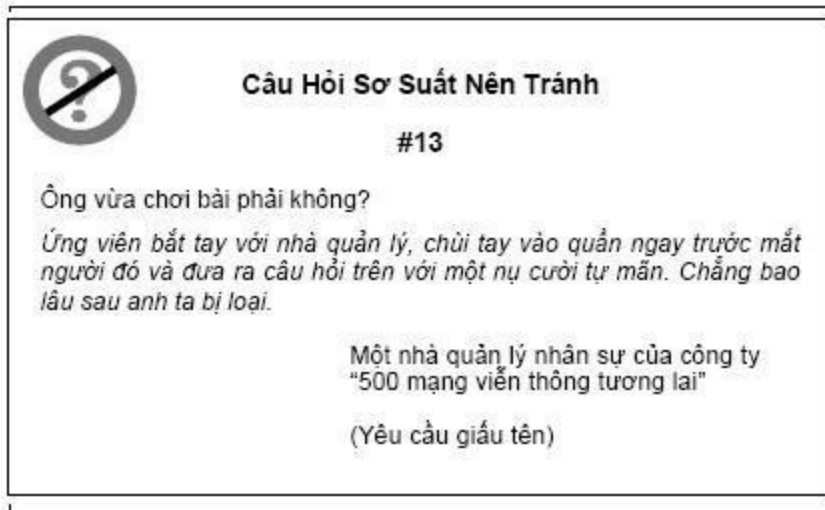 Câu Hỏi Sơ Suất Nên Tránh
#13
Ông vừa chơi bài phải không?
Ứng viên bắt tay với nhà quản lý, chùi tay vào quần ngay trước mắt
người đó và đưa ra câu hỏi trên với một nụ cười tự mãn. Chẳng bao
lâu sau anh ta bị loại.
Một nhà quản lý nhân sự của công ty
“500 mạng viễn thông tương lai”
(Yêu cầu giấu tên)